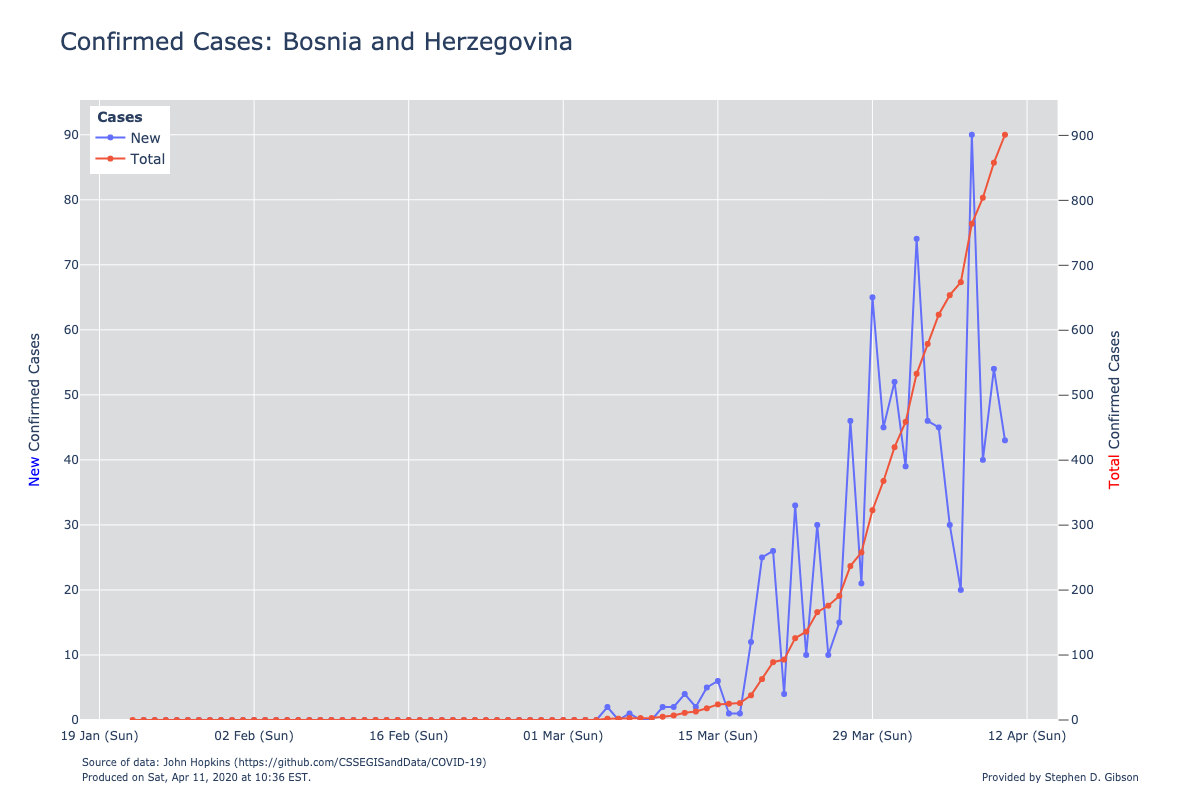 Confirmed Cases: Bosnia and Herzegovina
Cases
New
Total
90
80
70
60
50
40
30
20
10
0
New Confirmed Cases
900
800
700
600
500
400
300
200
100
0
Total Confirmed Cases
19 Jan (Sun) 02 Feb (Sun) 16 Feb (Sun) 01 Mar (Sun) 15 Mar (Sun) 29 Mar (Sun) 12 Apr (Sun)
Source of data: John Hopkins (https://github.com/CSSEGISandData/COVID-19)
Produced on Sat, Apr 11, 2020 at 10:36 EST.
Provided by Stephen D. Gibson